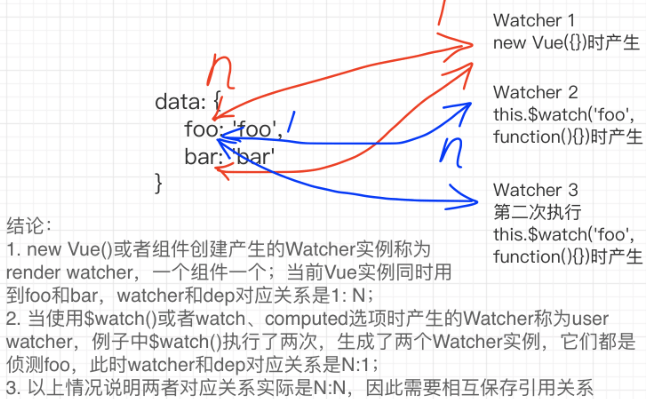 Watcher 1
new Vue({})时产生
1
n
data: {
foo: 'foo',
1
bar: 'bar'
}
n
Watcher 2
this.$watch('foo',
function(){})时产生
Watcher 3
第二次执行
this.$watch('foo',
function(){})时产生
结论：
1. new Vue()或者组件创建产生的Watcher实例称为
render watcher，一个组件一个；当前Vue实例同时用
到foo和bar，watcher和dep对应关系是1: N；
2. 当使用$watch()或者watch、computed选项时产生的Watcher称为user
watcher，例子中$watch()执行了两次，生成了两个Watcher实例，它们都是
侦测foo，此时watcher和dep对应关系是N:1；
3. 以上情况说明两者对应关系实际是N:N，因此需要相互保存引用关系